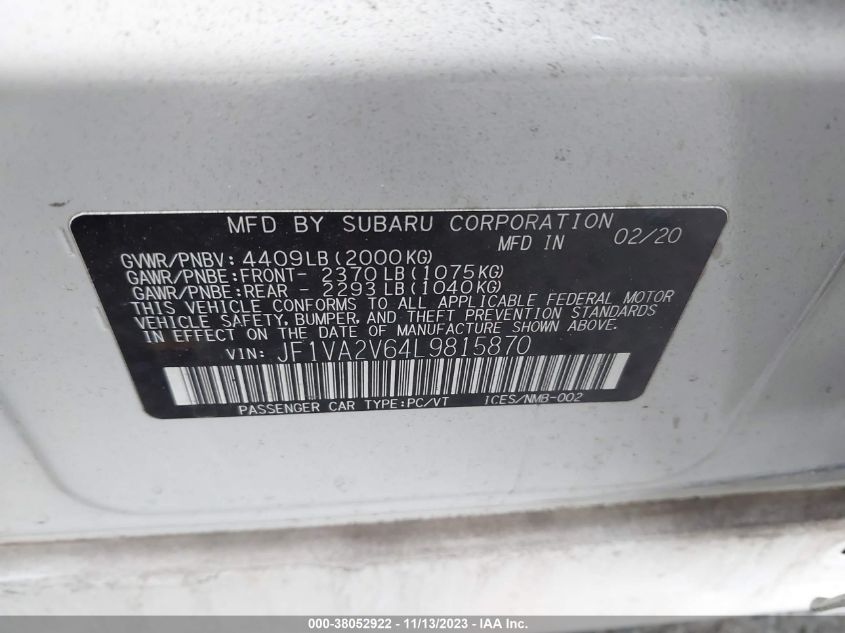 MFD BY SUBARU CORPORATION
MFD IN 02/20
GVWR/PNBV: 4409LB(2000KG)
GAWR/PNBE:FRONT- 2370LB(1075KG)
GAWR/PNBE:REAR - 2293LB(1040KG)
THIS VEHICLE CONFORMS TO ALL APPLICABLE FEDERAL MOTOR
VEHICLE SAFETY, BUMPER, AND THEFT PREVENTION STANDARDS
IN EFFECT ON THE DATE OF MANUFACTURE SHOWN ABOVE.
VIN: JF1VA2V64L9815870
PASSENGER CAR TYPE:PC/VT ICES/NMB-002
000-38052922 - 11/13/2023 - IAA Inc.